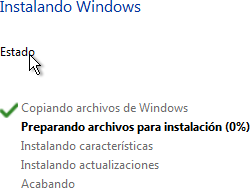 Instalando Windows
Estado
Copiando archivos de Windows
Preparando archivos para instalación (0%)
Instalando características
Instalando actualizaciones
Acabando